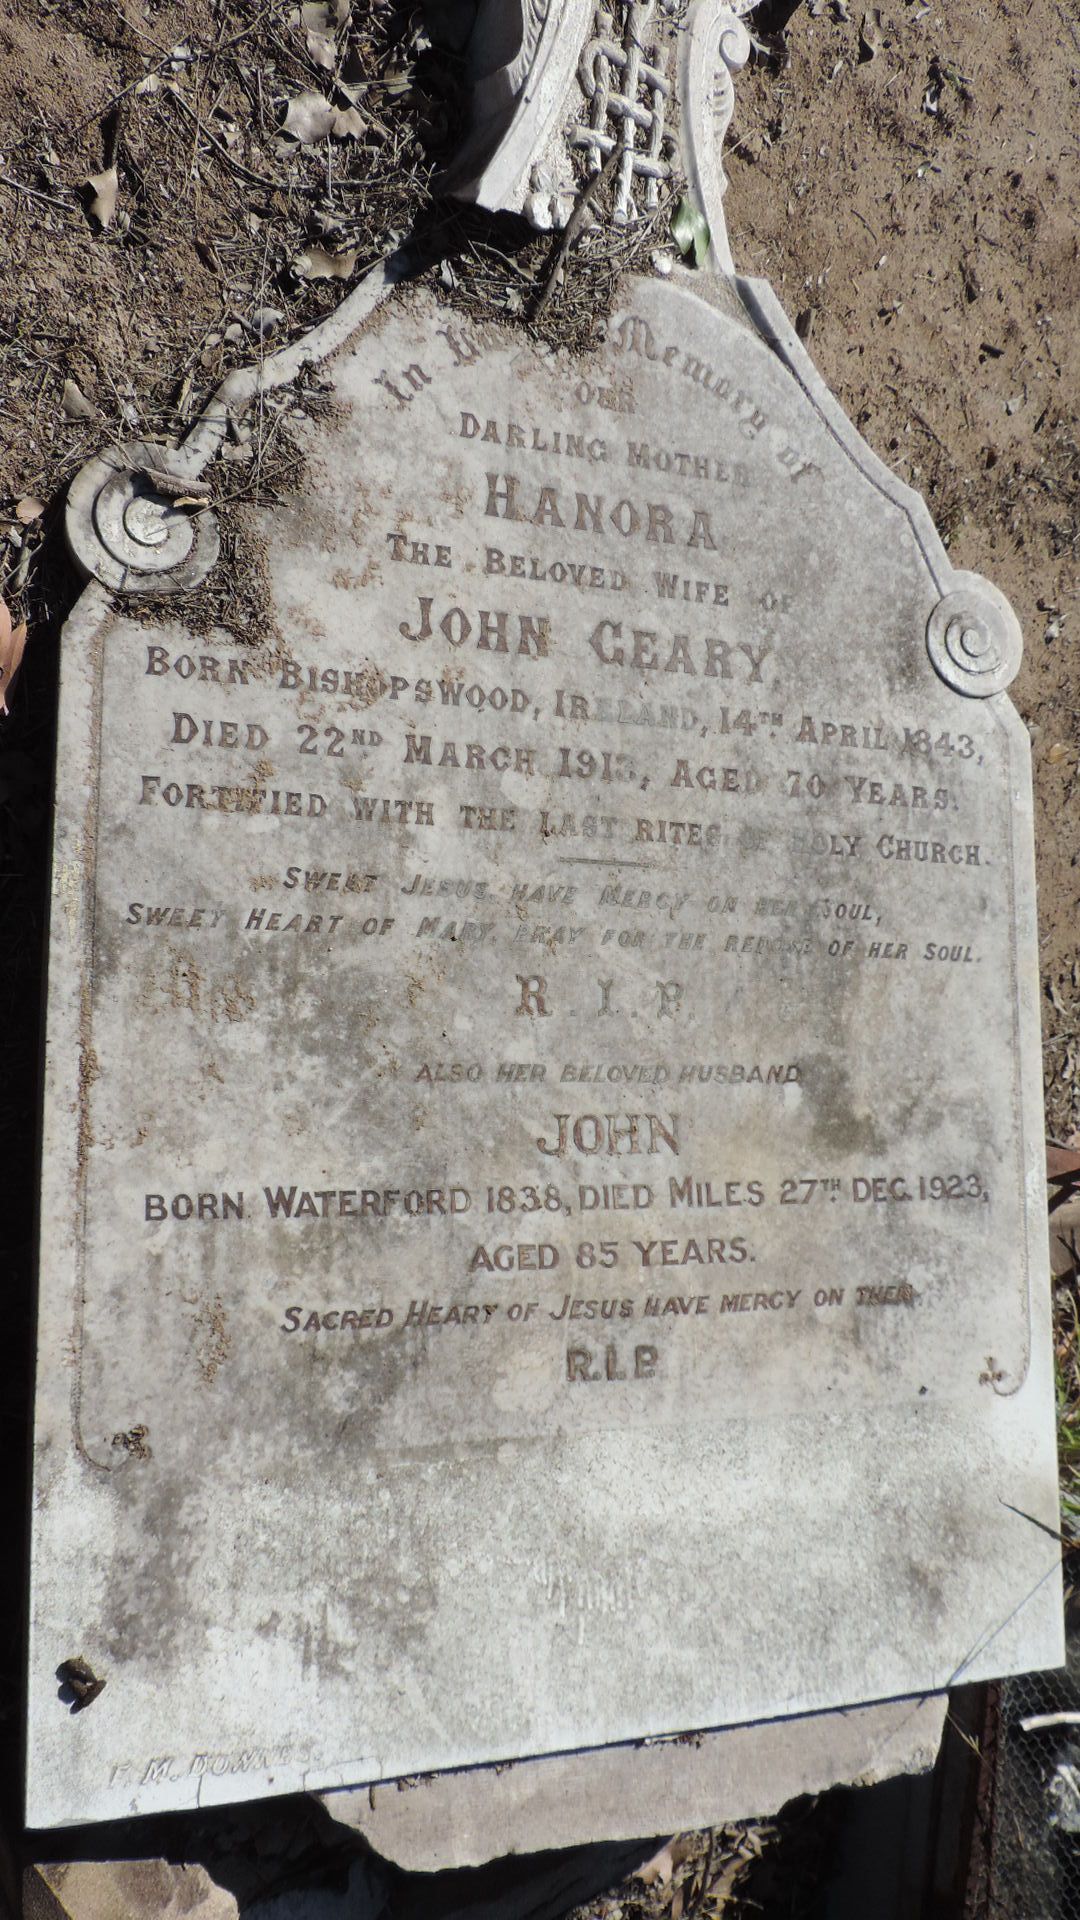 In Memory of
OUR
DARLING MOTHER
HANORA
THE BELOVED WIFE OF
JOHN GEARY,
BORN BISHOPSWOOD, IRELAND, 14TH APRIL 1843,
DIED 22ND MARCH 1913, AGED 70 YEARS.
FORTIFIED WITH THE LAST RITES OF HOLY CHURCH.
SWEET JESUS, HAVE MERCY ON HER SOUL,
SWEET HEART OF MARY, PRAY FOR THE REPOSE OF HER SOUL.
R.I.P.
ALSO HER BELOVED HUSBAND
JOHN
BORN WATERFORD 1838, DIED MILES 27TH DEC. 1923,
AGED 85 YEARS.
SACRED HEART OF JESUS HAVE MERCY ON THEM
R.I.P.
F. M. DONNES